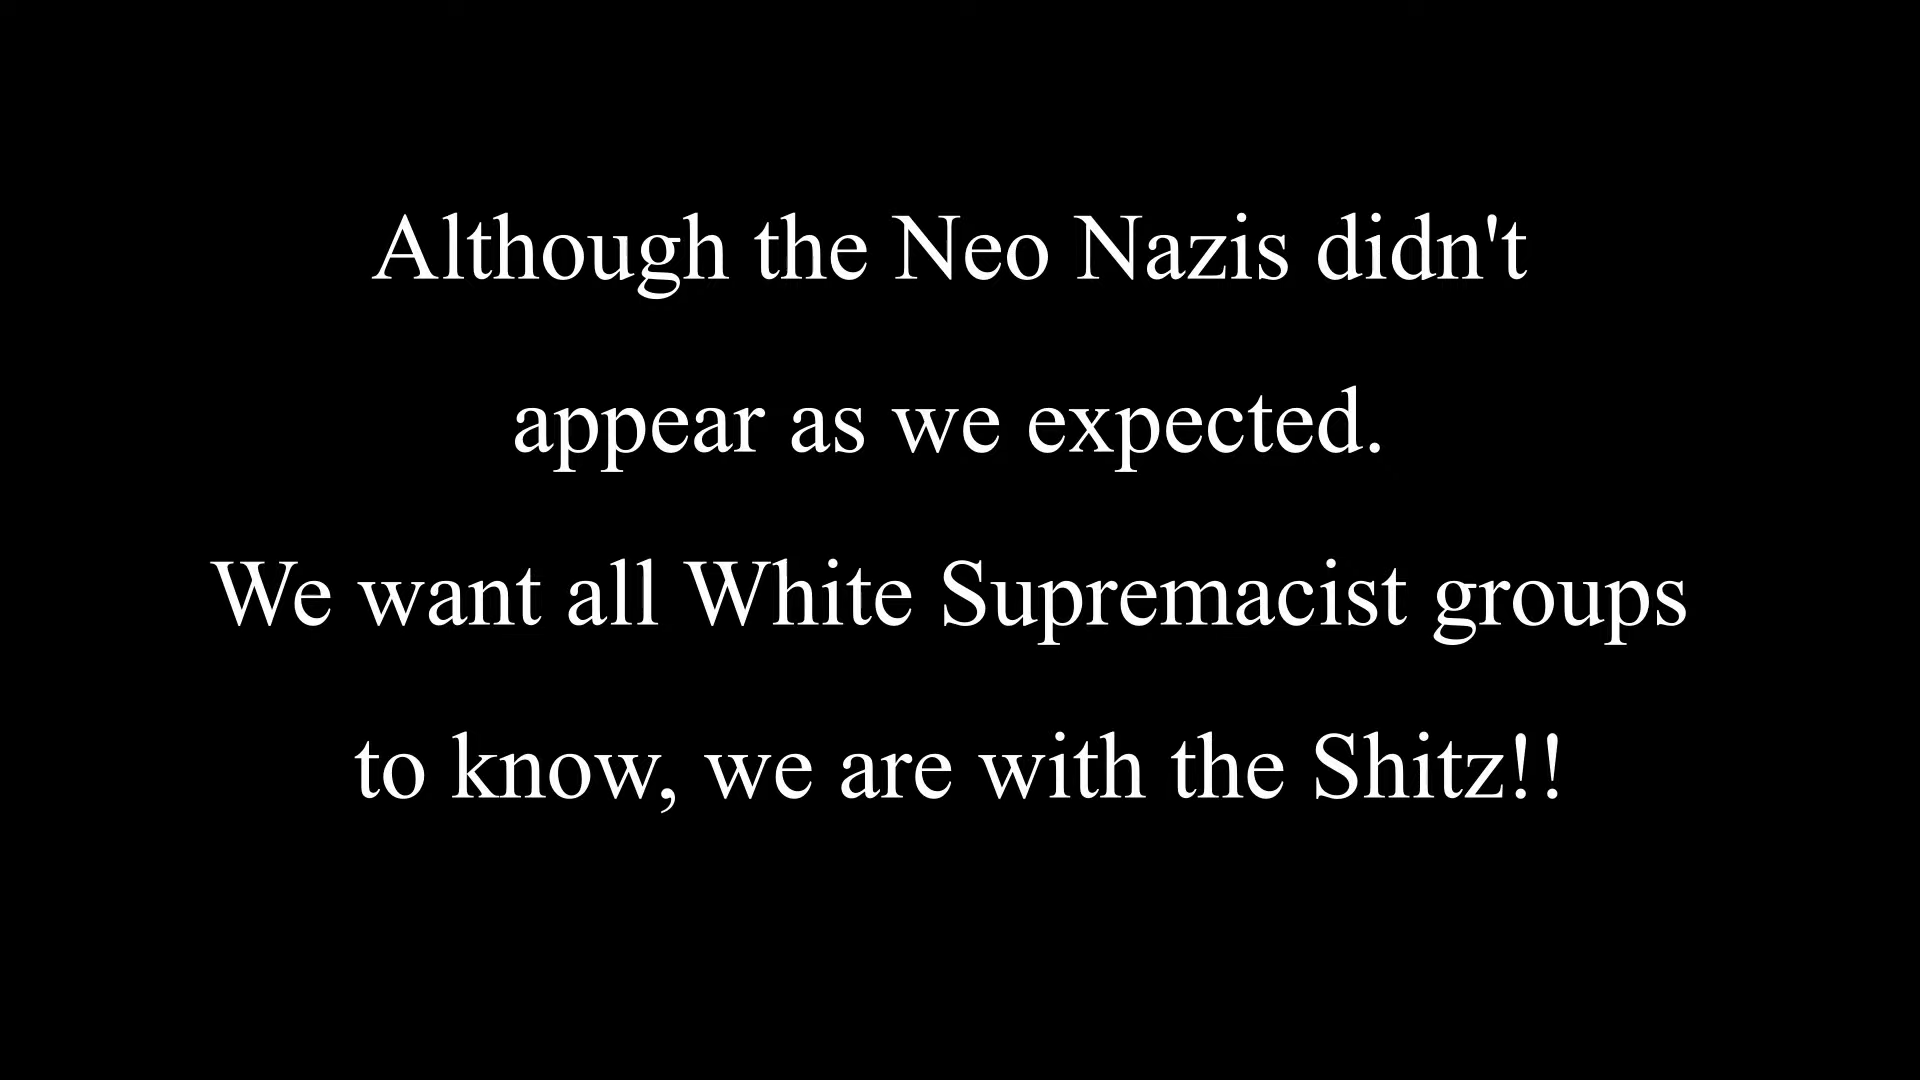 Although the Neo Nazis didn't
appear as we expected.
We want all White Supremacist groups
to know, we are with the Shitz!!